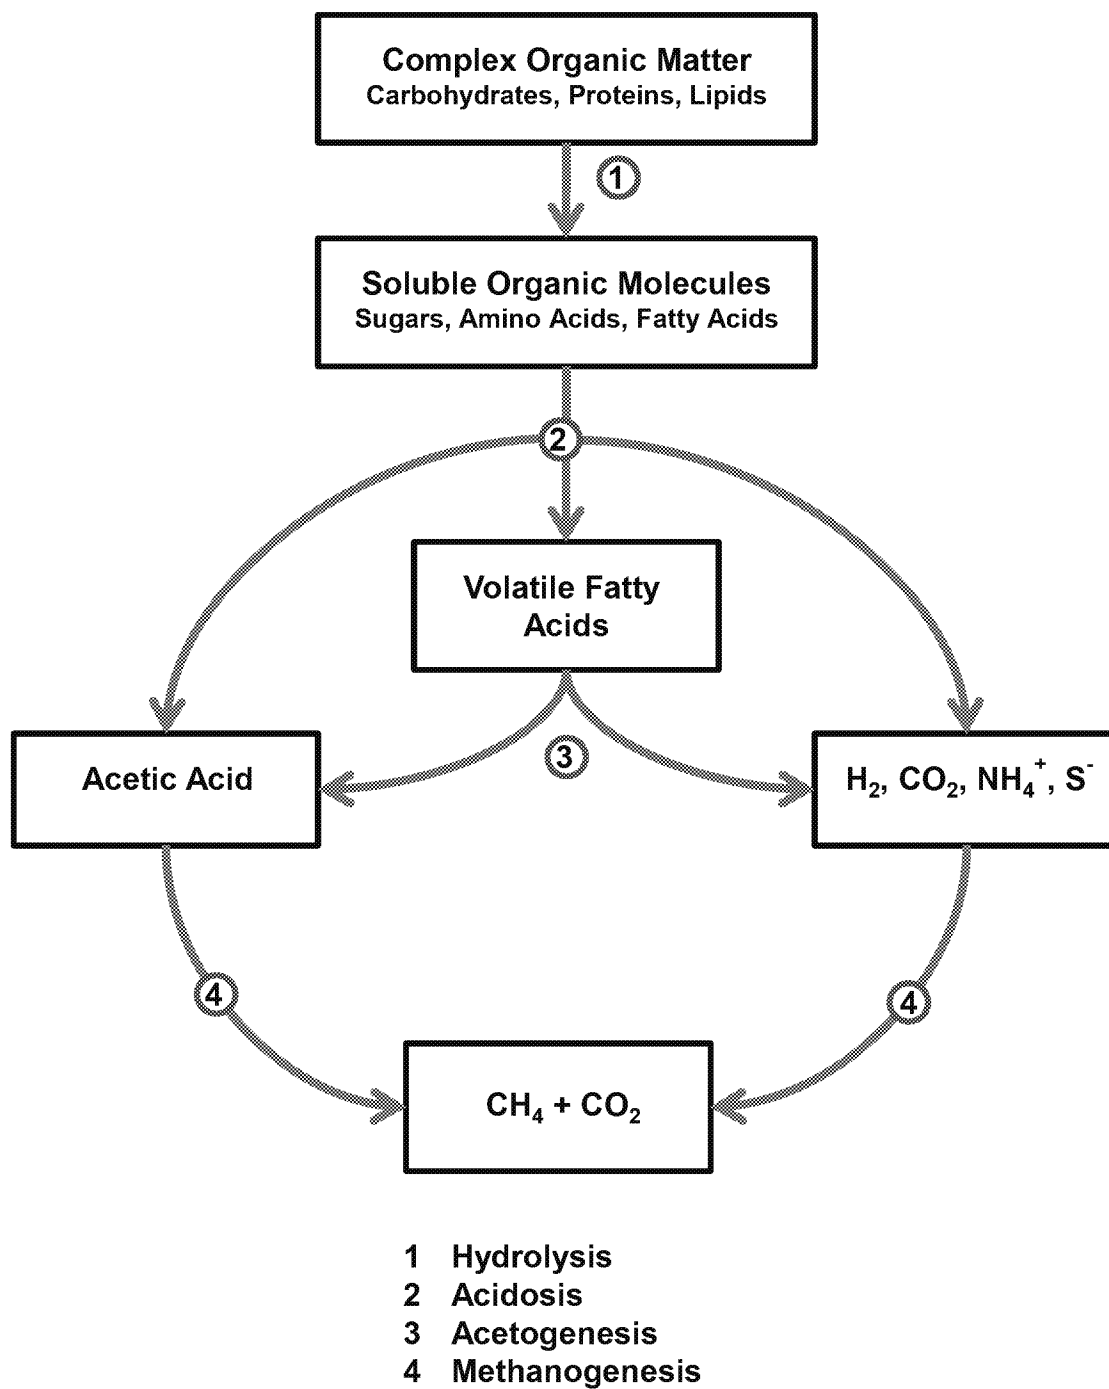 Complex Organic Matter
Carbohydrates, Proteins, Lipids
1
Soluble Organic Molecules
Sugars, Amino Acids, Fatty Acids
2
Volatile Fatty
Acids
3
Acetic Acid
H₂, CO₂, NH₄⁺, S⁻
4
4
CH₄ + CO₂
1 Hydrolysis
2 Acidosis
3 Acetogenesis
4 Methanogenesis